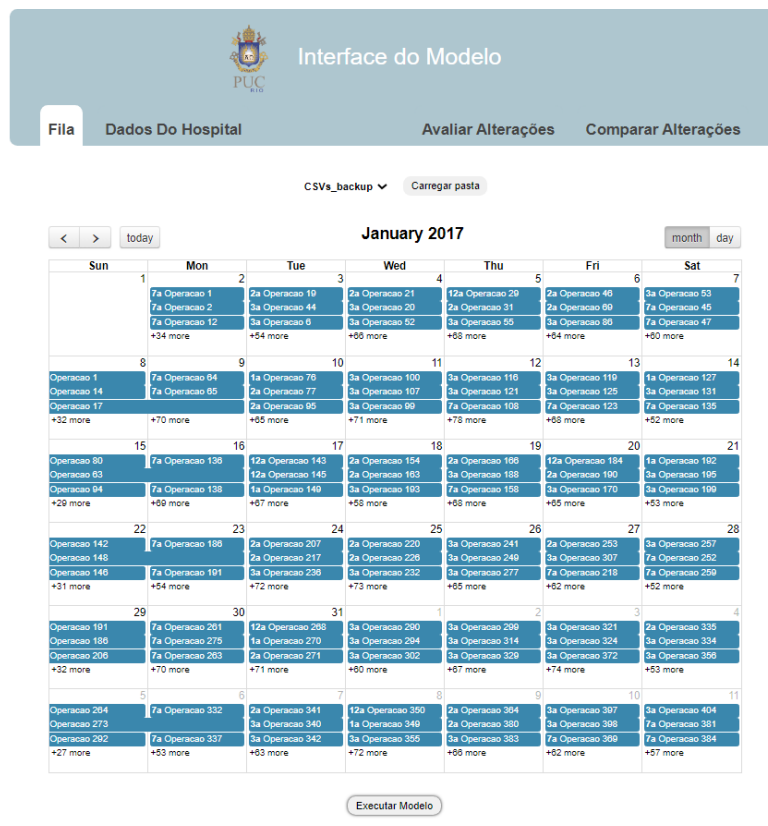 PUC
RIO
Interface do Modelo
Fila Dados Do Hospital Avaliar Alterações Comparar Alterações
CSVs_backup Carregar pasta
< > today January 2017 month day
Sun Mon Tue Wed Thu Fri Sat
1 2 3 4 5 6 7
7a Operacao 1 2a Operacao 19 2a Operacao 21 12a Operacao 29 2a Operacao 46 3a Operacao 53
7a Operacao 2 3a Operacao 44 3a Operacao 20 2a Operacao 31 2a Operacao 69 7a Operacao 45
7a Operacao 12 3a Operacao 6 3a Operacao 52 3a Operacao 55 3a Operacao 86 7a Operacao 47
+34 more +54 more +66 more +68 more +64 more +60 more
8 9 10 11 12 13 14
Operacao 1 7a Operacao 64 1a Operacao 76 3a Operacao 100 3a Operacao 116 3a Operacao 119 1a Operacao 127
Operacao 14 7a Operacao 65 2a Operacao 77 3a Operacao 107 3a Operacao 121 3a Operacao 125 3a Operacao 131
Operacao 17 2a Operacao 95 3a Operacao 99 7a Operacao 108 7a Operacao 123 7a Operacao 135
+32 more +70 more +65 more +71 more +78 more +68 more +52 more
15 16 17 18 19 20 21
Operacao 80 7a Operacao 136 12a Operacao 143 2a Operacao 154 2a Operacao 166 12a Operacao 184 1a Operacao 192
Operacao 63 12a Operacao 145 2a Operacao 163 3a Operacao 188 2a Operacao 190 3a Operacao 195
Operacao 94 7a Operacao 138 1a Operacao 149 3a Operacao 193 7a Operacao 158 3a Operacao 170 3a Operacao 199
+29 more +69 more +67 more +58 more +68 more +65 more +53 more
22 23 24 25 26 27 28
Operacao 142 7a Operacao 186 2a Operacao 207 2a Operacao 220 3a Operacao 241 2a Operacao 253 3a Operacao 257
Operacao 148 2a Operacao 217 2a Operacao 226 3a Operacao 249 3a Operacao 307 7a Operacao 252
Operacao 146 7a Operacao 191 3a Operacao 236 3a Operacao 232 3a Operacao 277 7a Operacao 218 7a Operacao 259
+31 more +54 more +72 more +73 more +65 more +62 more +52 more
29 30 31 1 2 3 4
Operacao 191 7a Operacao 261 12a Operacao 268 3a Operacao 290 3a Operacao 299 3a Operacao 321 2a Operacao 335
Operacao 186 7a Operacao 275 1a Operacao 270 3a Operacao 294 3a Operacao 314 3a Operacao 324 3a Operacao 334
Operacao 206 7a Operacao 263 2a Operacao 271 3a Operacao 302 3a Operacao 329 3a Operacao 372 3a Operacao 356
+32 more +70 more +71 more +60 more +67 more +74 more +53 more
5 6 7 8 9 10 11
Operacao 264 7a Operacao 332 2a Operacao 341 12a Operacao 350 2a Operacao 364 3a Operacao 397 3a Operacao 404
Operacao 273 3a Operacao 340 1a Operacao 349 2a Operacao 380 3a Operacao 398 7a Operacao 381
Operacao 292 7a Operacao 337 3a Operacao 342 3a Operacao 355 3a Operacao 383 7a Operacao 369 7a Operacao 384
+27 more +53 more +63 more +72 more +66 more +62 more +57 more
Executar Modelo